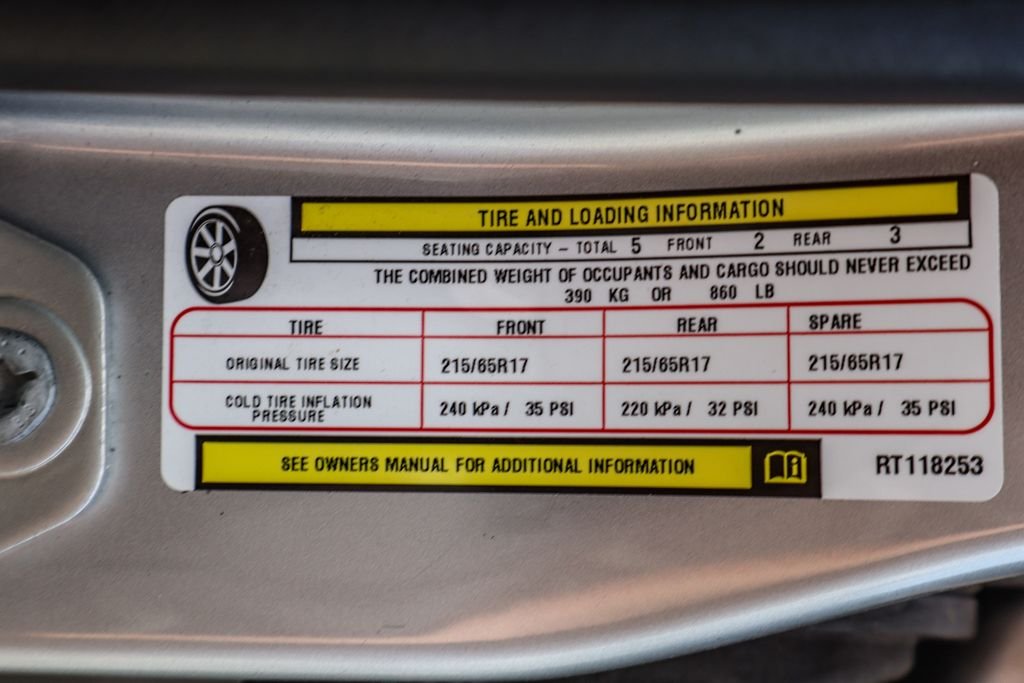 TIRE AND LOADING INFORMATION
SEATING CAPACITY – TOTAL 5 FRONT 2 REAR 3
THE COMBINED WEIGHT OF OCCUPANTS AND CARGO SHOULD NEVER EXCEED
390 KG OR 860 LB
TIRE FRONT REAR SPARE
ORIGINAL TIRE SIZE 215/65R17 215/65R17 215/65R17
COLD TIRE INFLATION
PRESSURE 240 kPa / 35 PSI 220 kPa / 32 PSI 240 kPa / 35 PSI
SEE OWNERS MANUAL FOR ADDITIONAL INFORMATION
RT118253